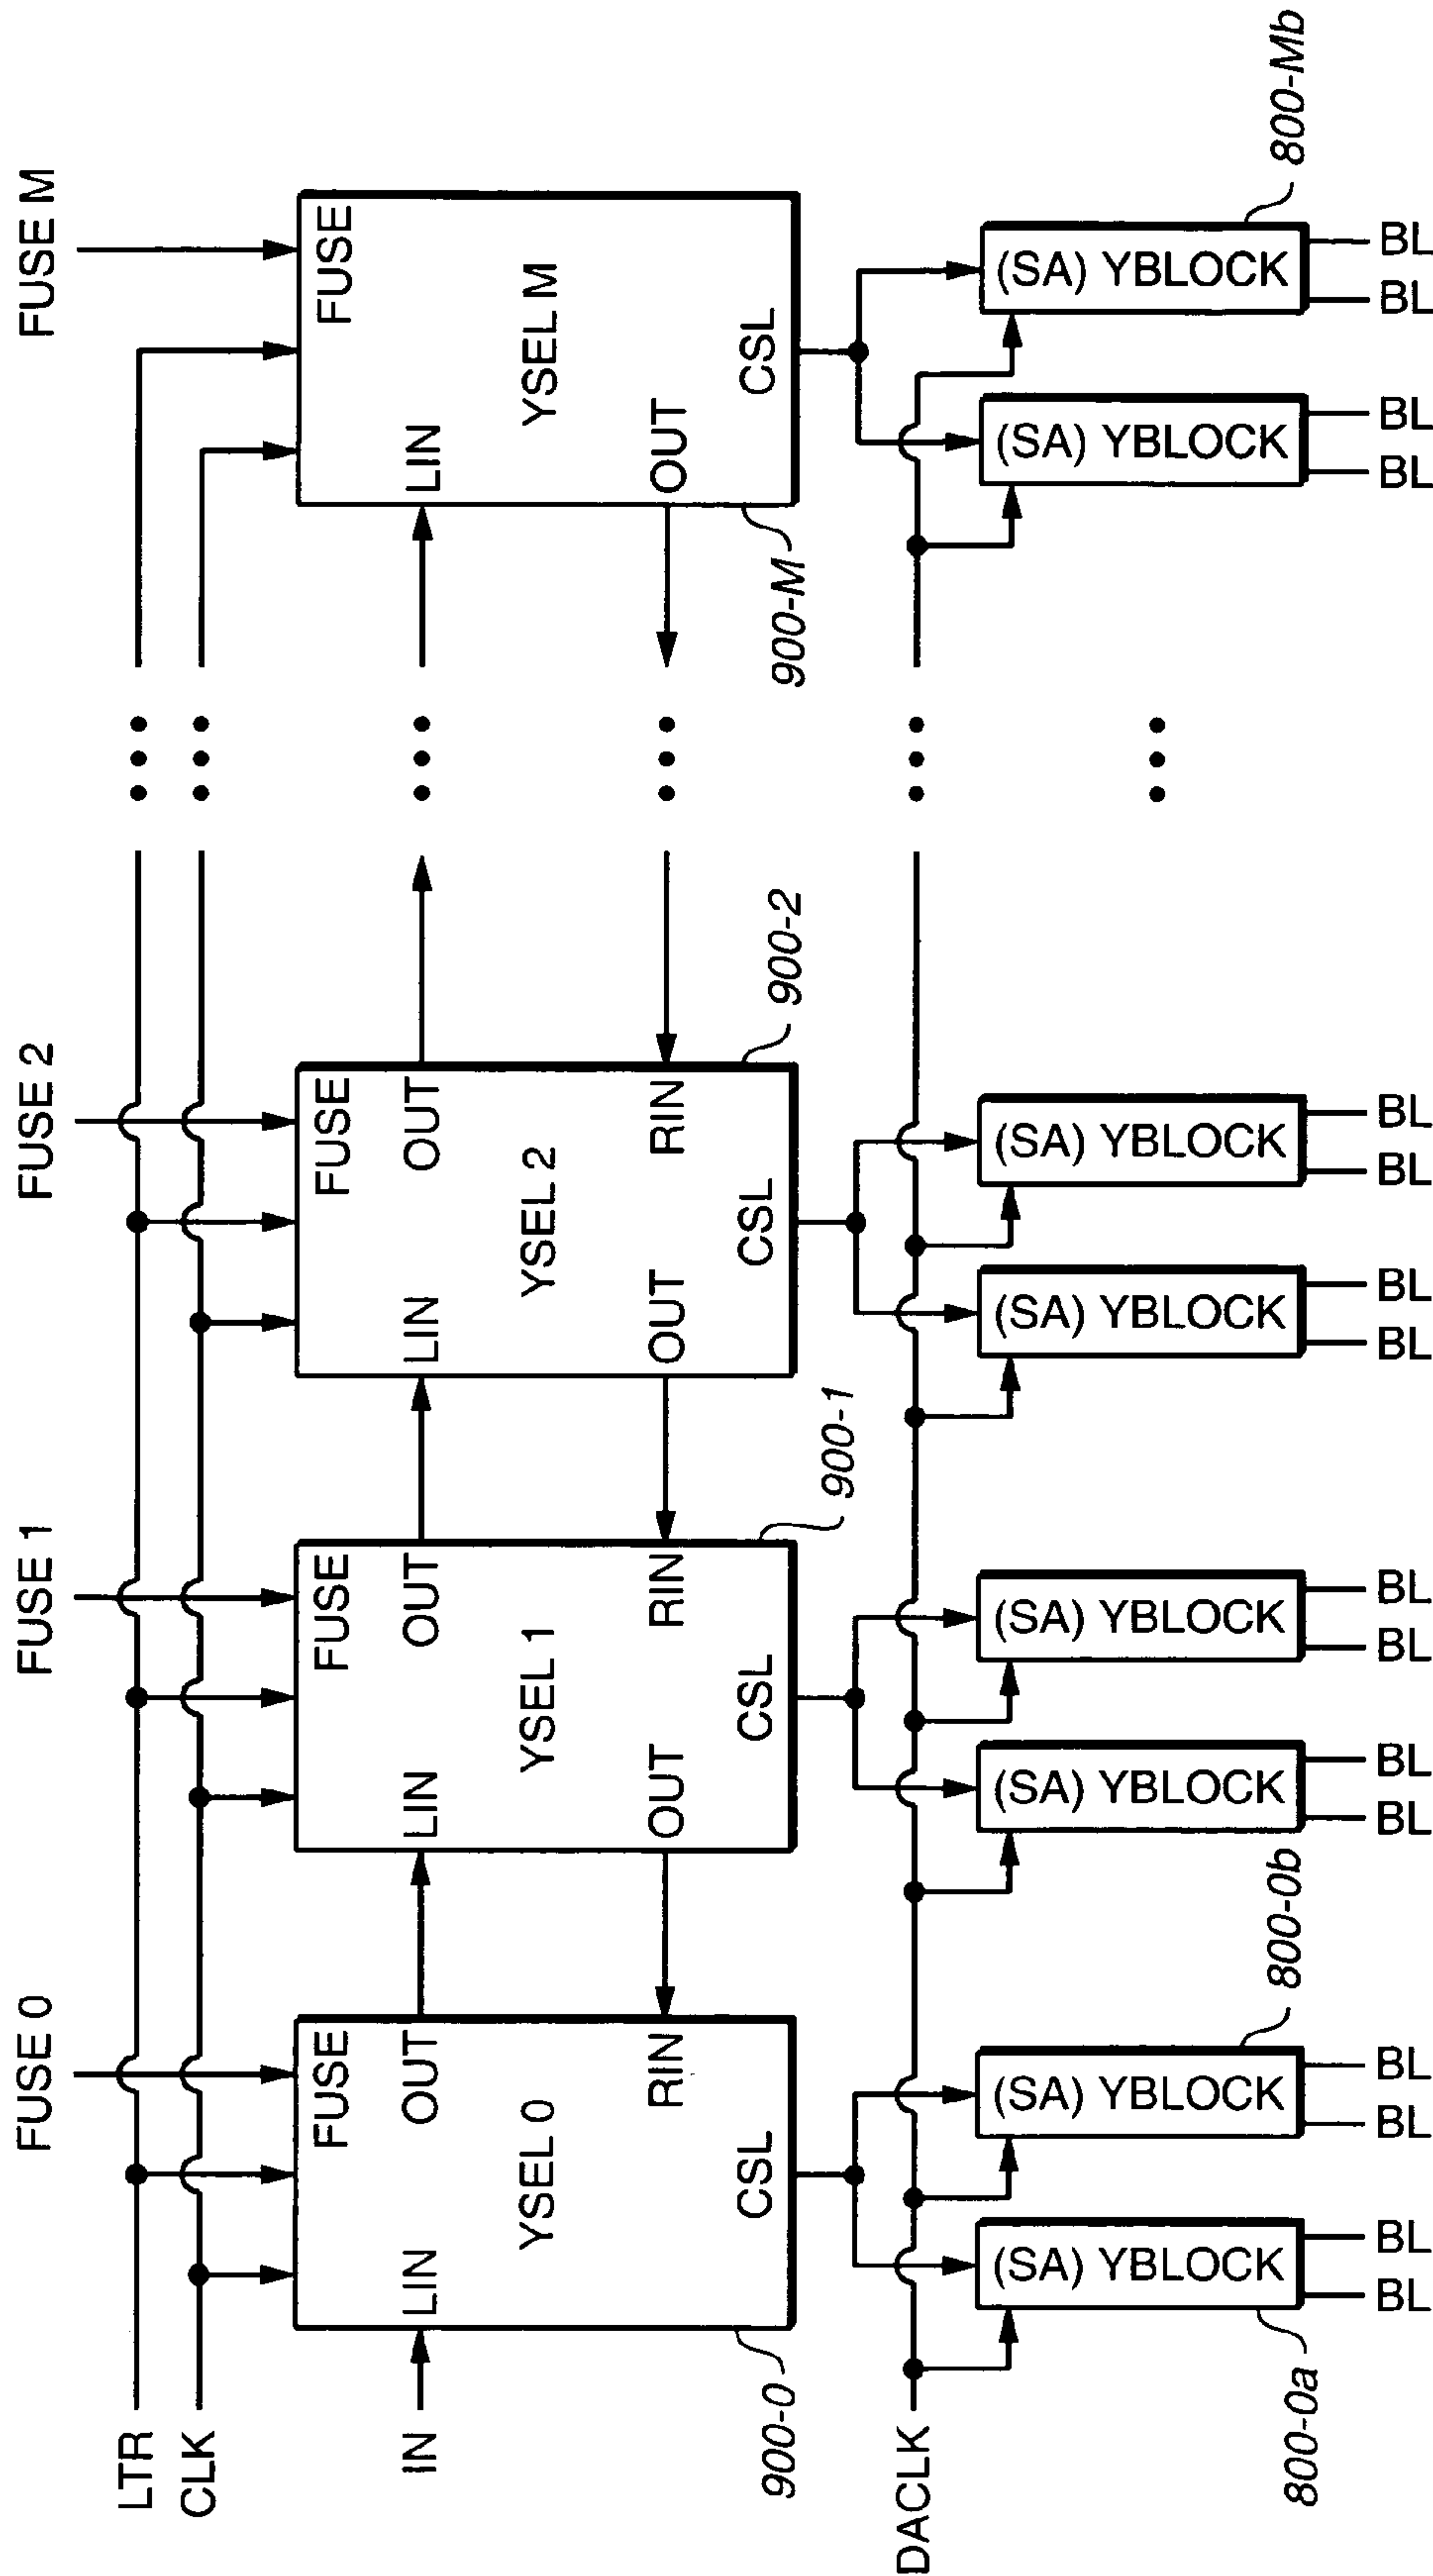 FUSE 0 FUSE 1 FUSE 2 FUSE M
LTR
CLK
FUSE FUSE FUSE FUSE
IN LIN OUT LIN OUT LIN OUT LIN
YSEL 0 YSEL 1 YSEL 2 YSEL M
RIN OUT RIN OUT RIN OUT
CSL CSL CSL CSL
900-0 900-1 900-2 900-M
DACLK
(SA) YBLOCK (SA) YBLOCK (SA) YBLOCK (SA) YBLOCK (SA) YBLOCK (SA) YBLOCK (SA) YBLOCK (SA) YBLOCK
800-0a 800-0b 800-Mb
BL BL BL BL BL BL BL BL BL BL BL BL BL BL BL BL